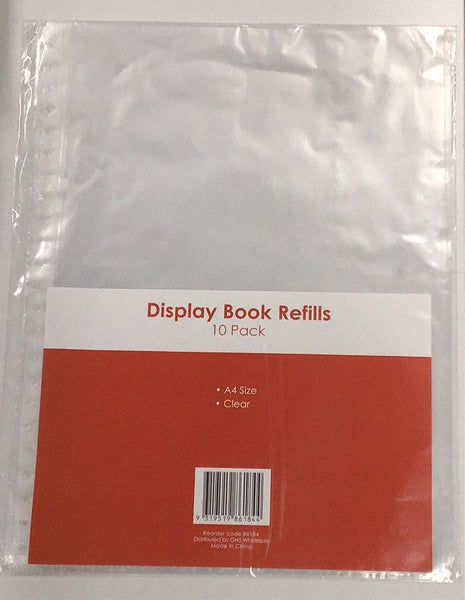 Display Book Refills
10 Pack
• A4 Size
• Clear
9 319519 861844
Reorder code 86184
Distributed by GNS Wholesale
Made in China